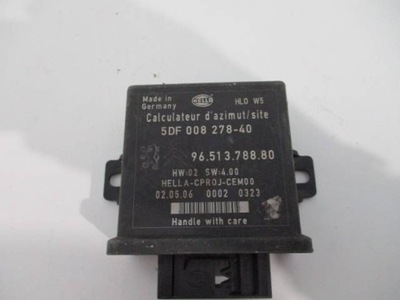 Made in Germany HELLA HLO W5
Calculateur d'azimut/site
5DF 008 278-40
96.513.788.80
HW:02 SW:4.00
HELLA-CPROJ-CEM00
02.05.06 0002 0323
Handle with care